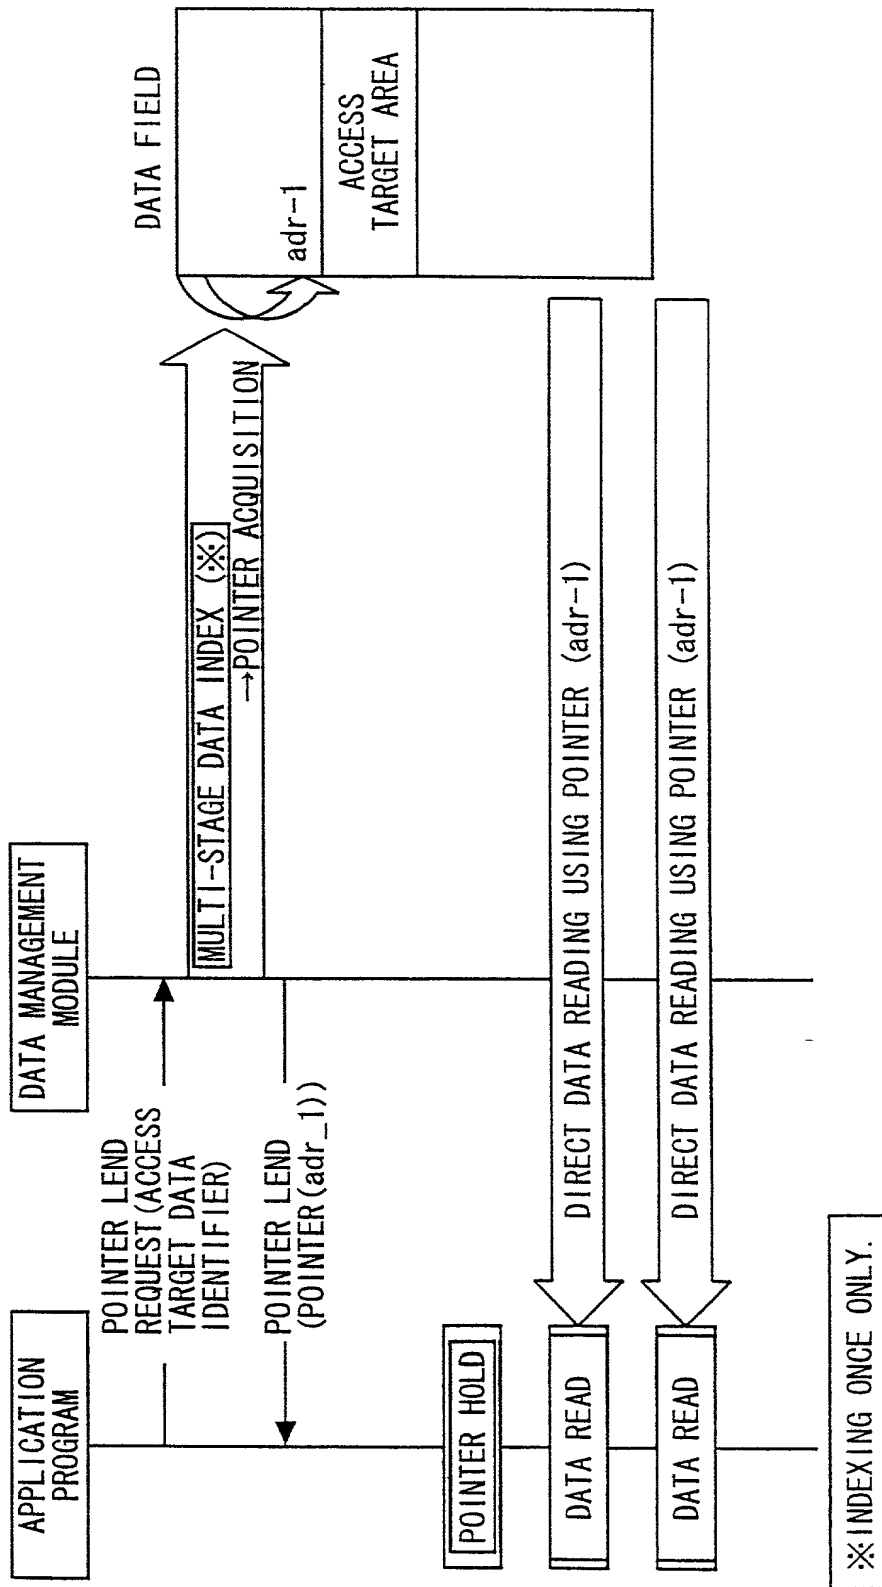 APPLICATION
PROGRAM
DATA MANAGEMENT
MODULE
DATA FIELD
POINTER LEND
REQUEST(ACCESS
TARGET DATA
IDENTIFIER)
MULTI-STAGE DATA INDEX (※)
→POINTER ACQUISITION
adr-1
ACCESS
TARGET AREA
POINTER LEND
(POINTER(adr_1))
POINTER HOLD
DATA READ
DIRECT DATA READING USING POINTER (adr-1)
DATA READ
DIRECT DATA READING USING POINTER (adr-1)
※INDEXING ONCE ONLY.